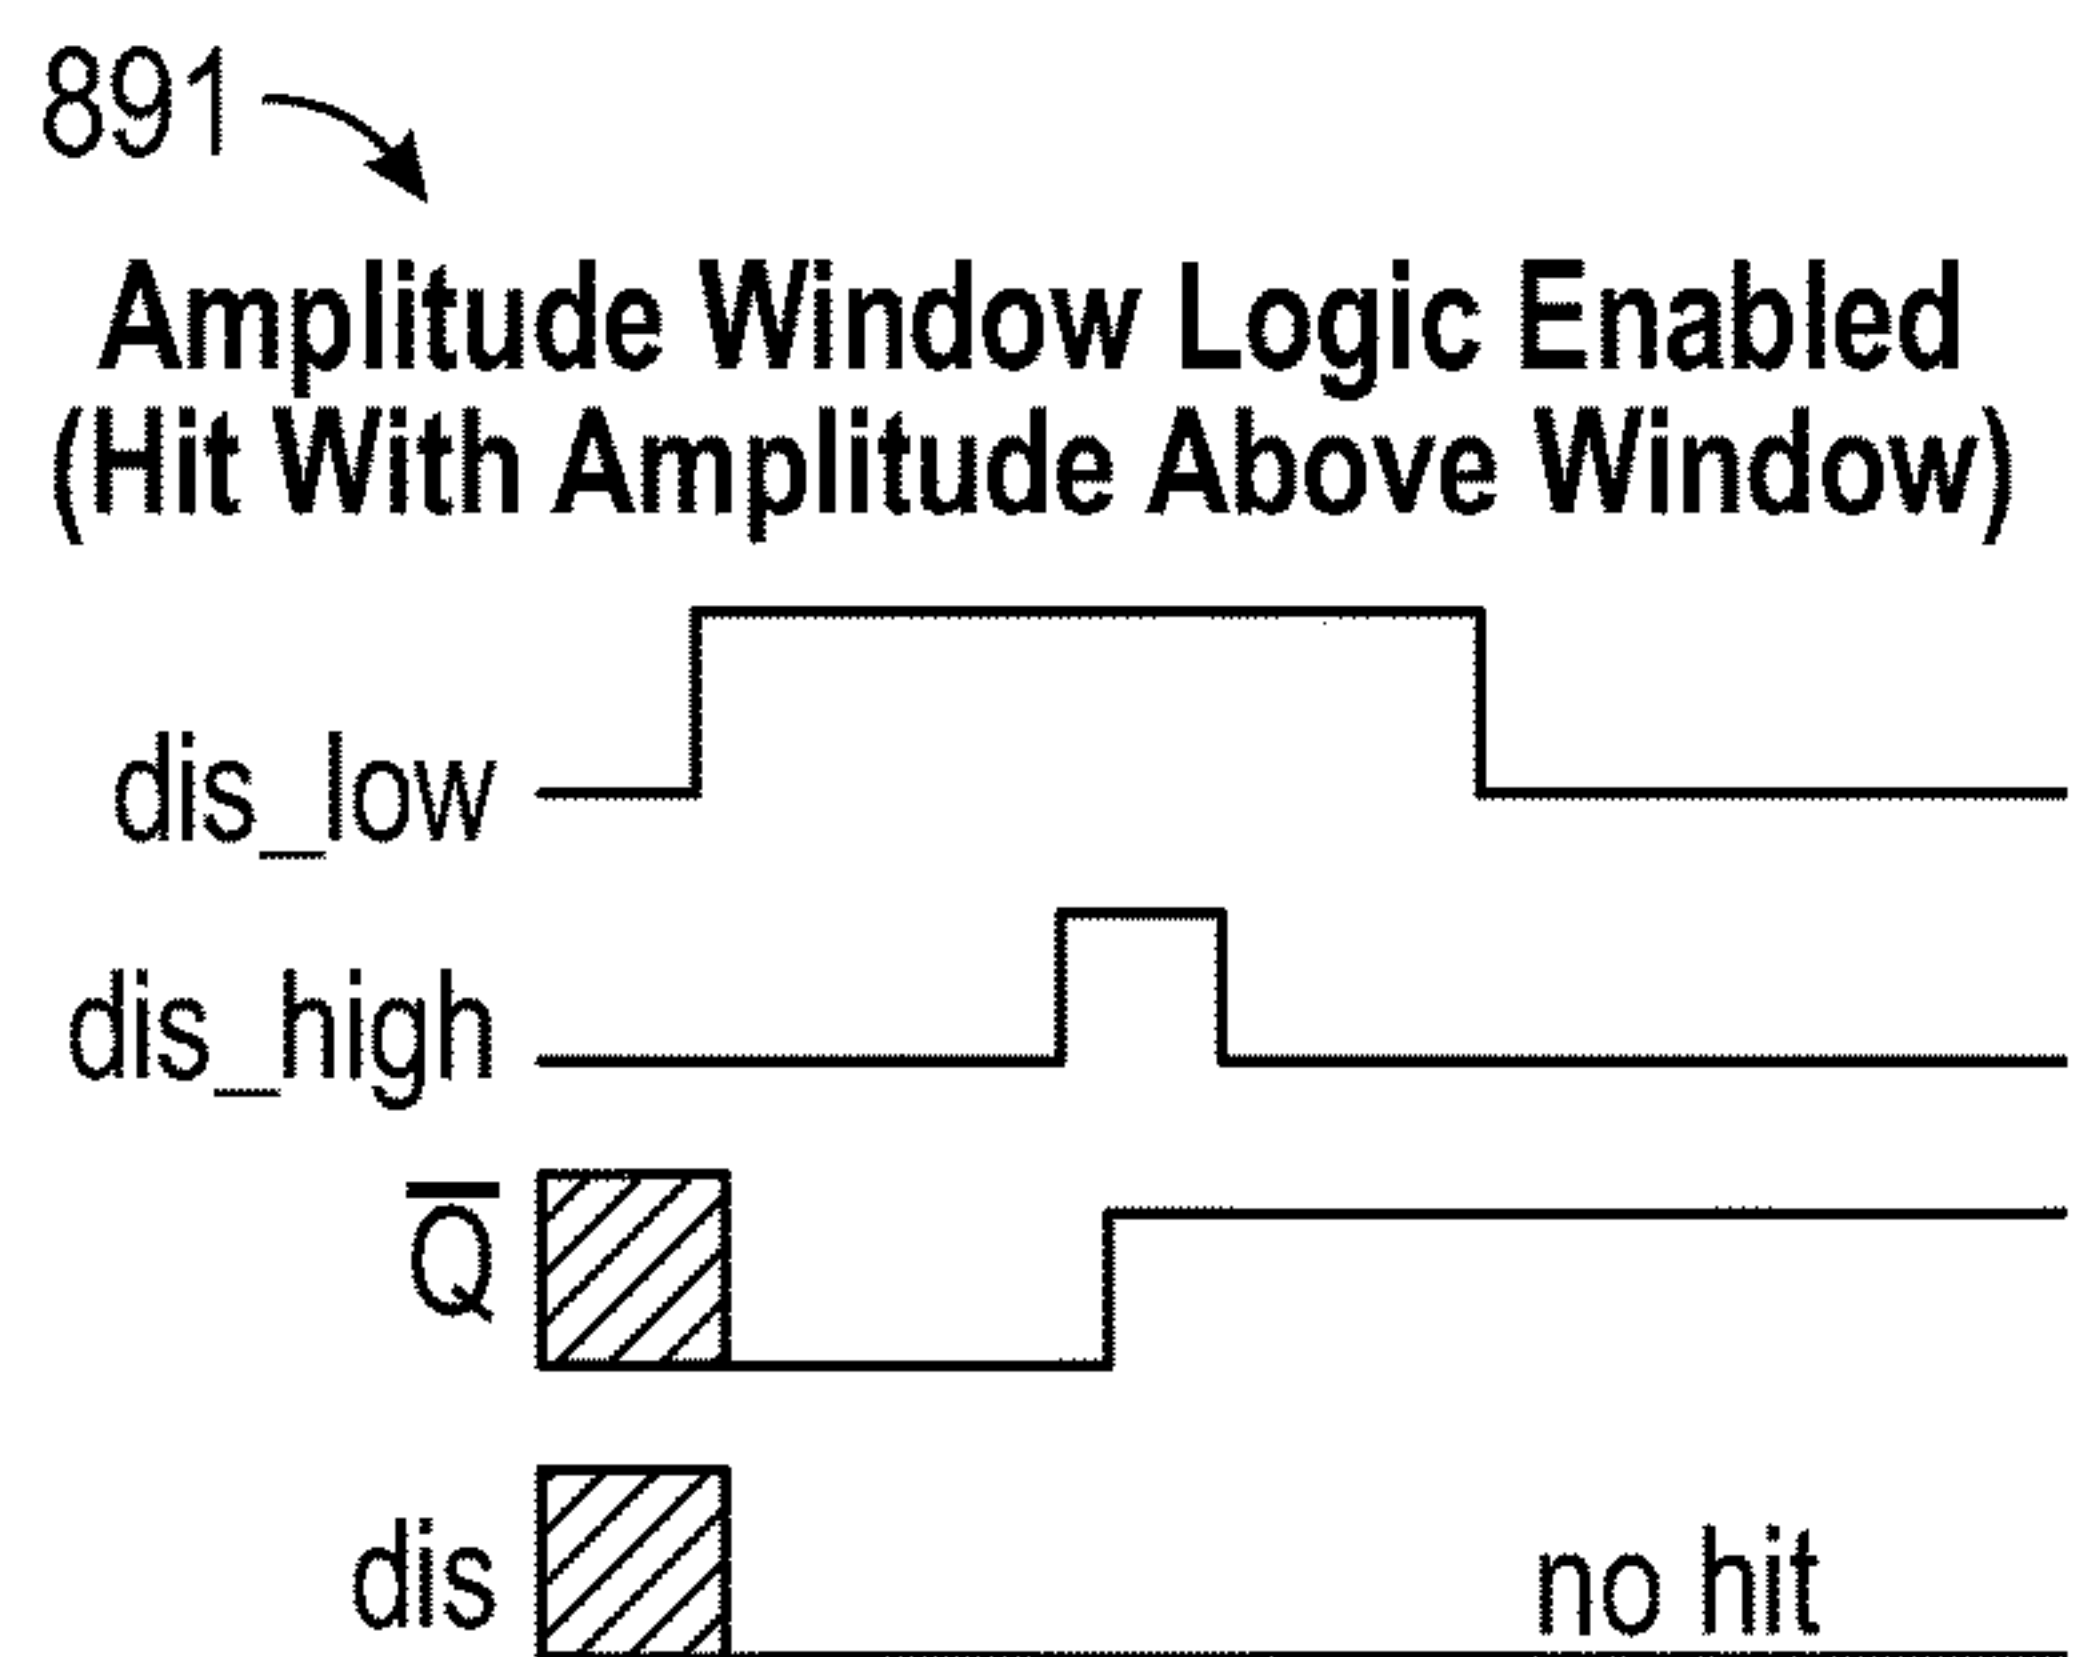 891
Amplitude Window Logic Enabled
(Hit With Amplitude Above Window)
dis_low
dis_high
Q̅
dis
no hit